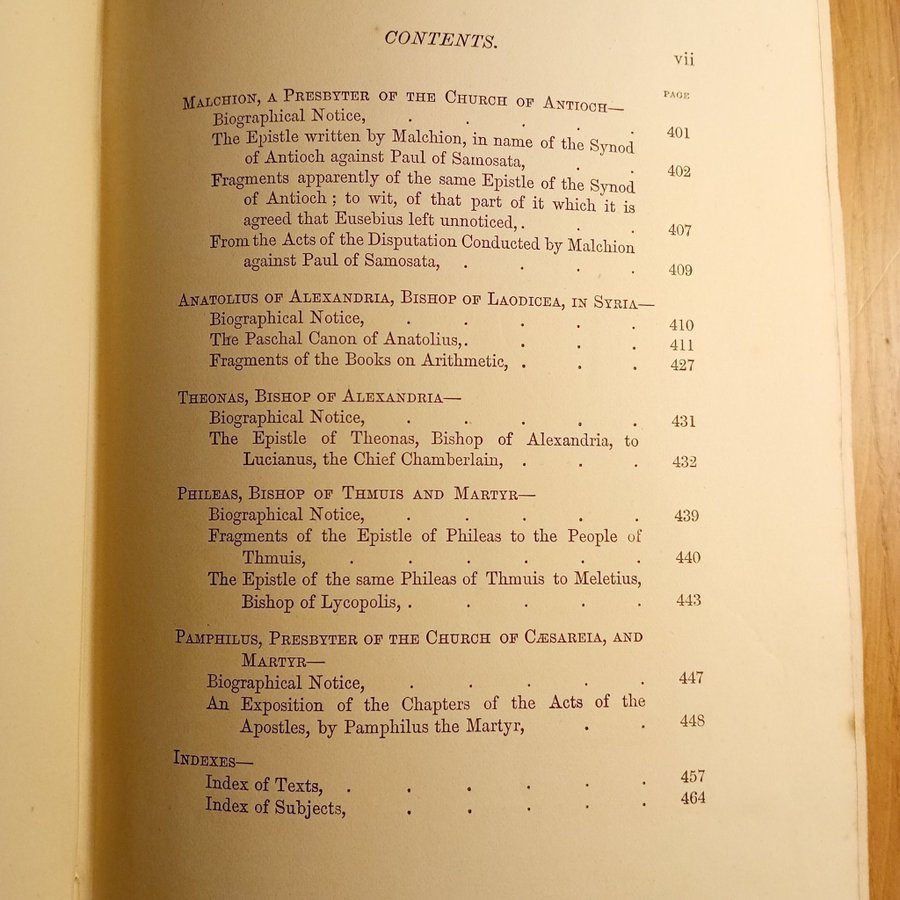 CONTENTS.
vii
PAGE
MALCHION, A PRESBYTER OF THE CHURCH OF ANTIOCH—
Biographical Notice, . . . . . 401
The Epistle written by Malchion, in name of the Synod
of Antioch against Paul of Samosata, . . 402
Fragments apparently of the same Epistle of the Synod
of Antioch ; to wit, of that part of it which it is
agreed that Eusebius left unnoticed, . . . 407
From the Acts of the Disputation Conducted by Malchion
against Paul of Samosata, . . . . 409
ANATOLIUS OF ALEXANDRIA, BISHOP OF LAODICEA, IN SYRIA—
Biographical Notice, . . . . . 410
The Paschal Canon of Anatolius, . . . . 411
Fragments of the Books on Arithmetic, . . . 427
THEONAS, BISHOP OF ALEXANDRIA—
Biographical Notice, . . . . . 431
The Epistle of Theonas, Bishop of Alexandria, to
Lucianus, the Chief Chamberlain, . . . 432
PHILEAS, BISHOP OF THMUIS AND MARTYR—
Biographical Notice, . . . . . 439
Fragments of the Epistle of Phileas to the People of
Thmuis, . . . . . . 440
The Epistle of the same Phileas of Thmuis to Meletius,
Bishop of Lycopolis, . . . . . 443
PAMPHILUS, PRESBYTER OF THE CHURCH OF CÆSAREIA, AND
MARTYR—
Biographical Notice, . . . . . 447
An Exposition of the Chapters of the Acts of the
Apostles, by Pamphilus the Martyr, . . 448
INDEXES—
Index of Texts, . . . . . . 457
Index of Subjects, . . . . . 464